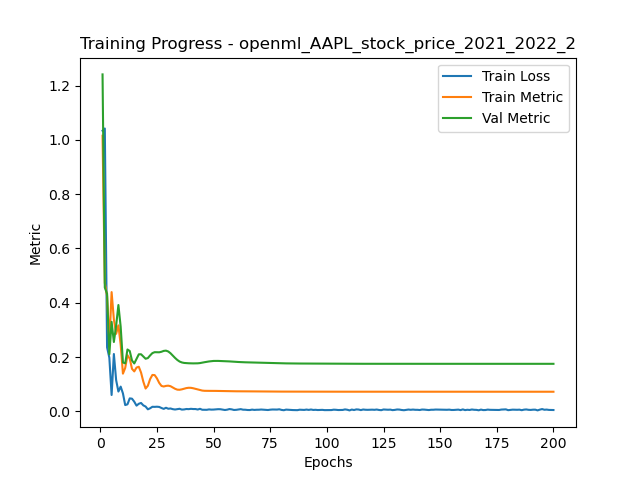 Training Progress - openml_AAPL_stock_price_2021_2022_2
Train Loss
Train Metric
Val Metric
Metric
1.2
1.0
0.8
0.6
0.4
0.2
0.0
0 25 50 75 100 125 150 175 200
Epochs